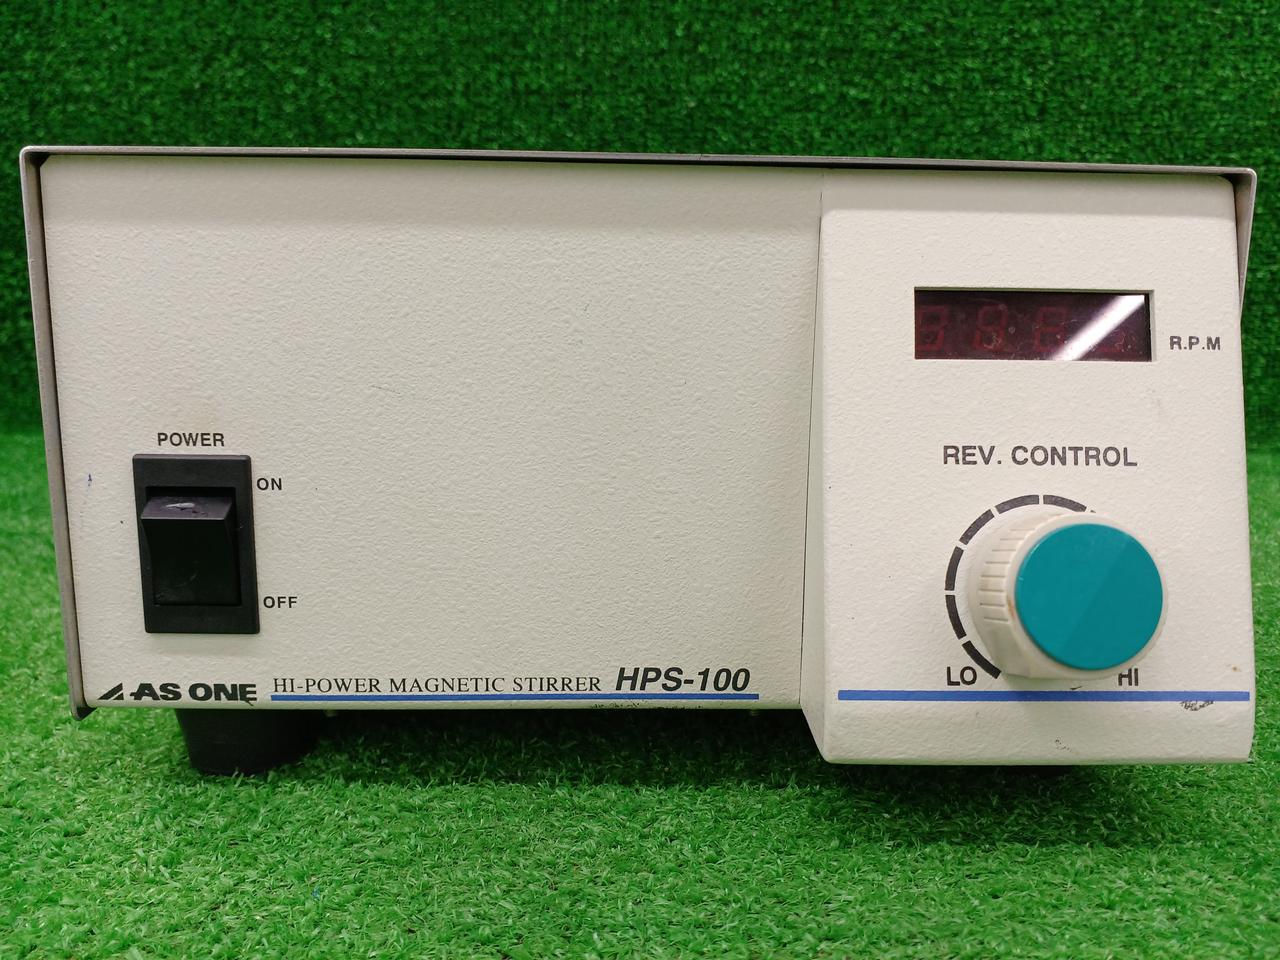 R.P.M
POWER
ON
OFF
REV. CONTROL
LO
HI
AS ONE HI-POWER MAGNETIC STIRRER HPS-100